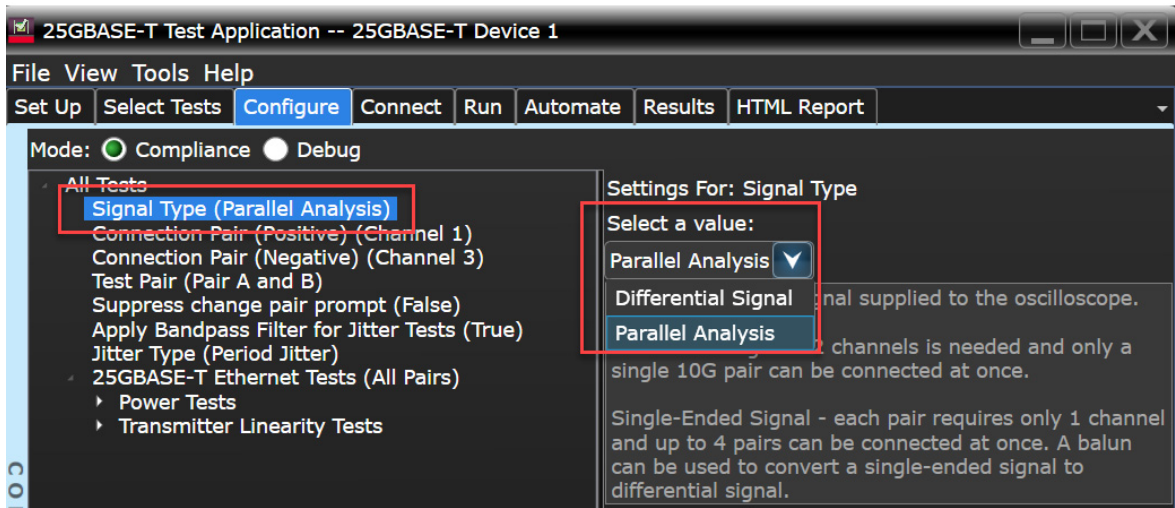 25GBASE-T Test Application -- 25GBASE-T Device 1
File View Tools Help
Set Up Select Tests Configure Connect Run Automate Results HTML Report
Mode: Compliance Debug
All Tests
Signal Type (Parallel Analysis)
Connection Pair (Positive) (Channel 1)
Connection Pair (Negative) (Channel 3)
Test Pair (Pair A and B)
Suppress change pair prompt (False)
Apply Bandpass Filter for Jitter Tests (True)
Jitter Type (Period Jitter)
25GBASE-T Ethernet Tests (All Pairs)
Power Tests
Transmitter Linearity Tests
Settings For: Signal Type
Select a value:
Parallel Analysis
Differential Signal
Parallel Analysis
supplied to the oscilloscope.
2 channels is needed and only a
single 10G pair can be connected at once.
Single-Ended Signal - each pair requires only 1 channel
and up to 4 pairs can be connected at once. A balun
can be used to convert a single-ended signal to
differential signal.